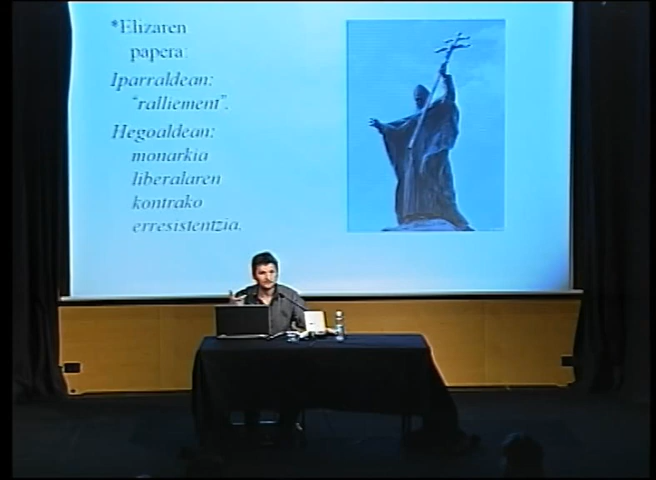 *Elizaren
papera:
Iparraldean:
"ralliement".
Hegoaldean:
monarkia
liberalaren
kontrako
erresistentzia.